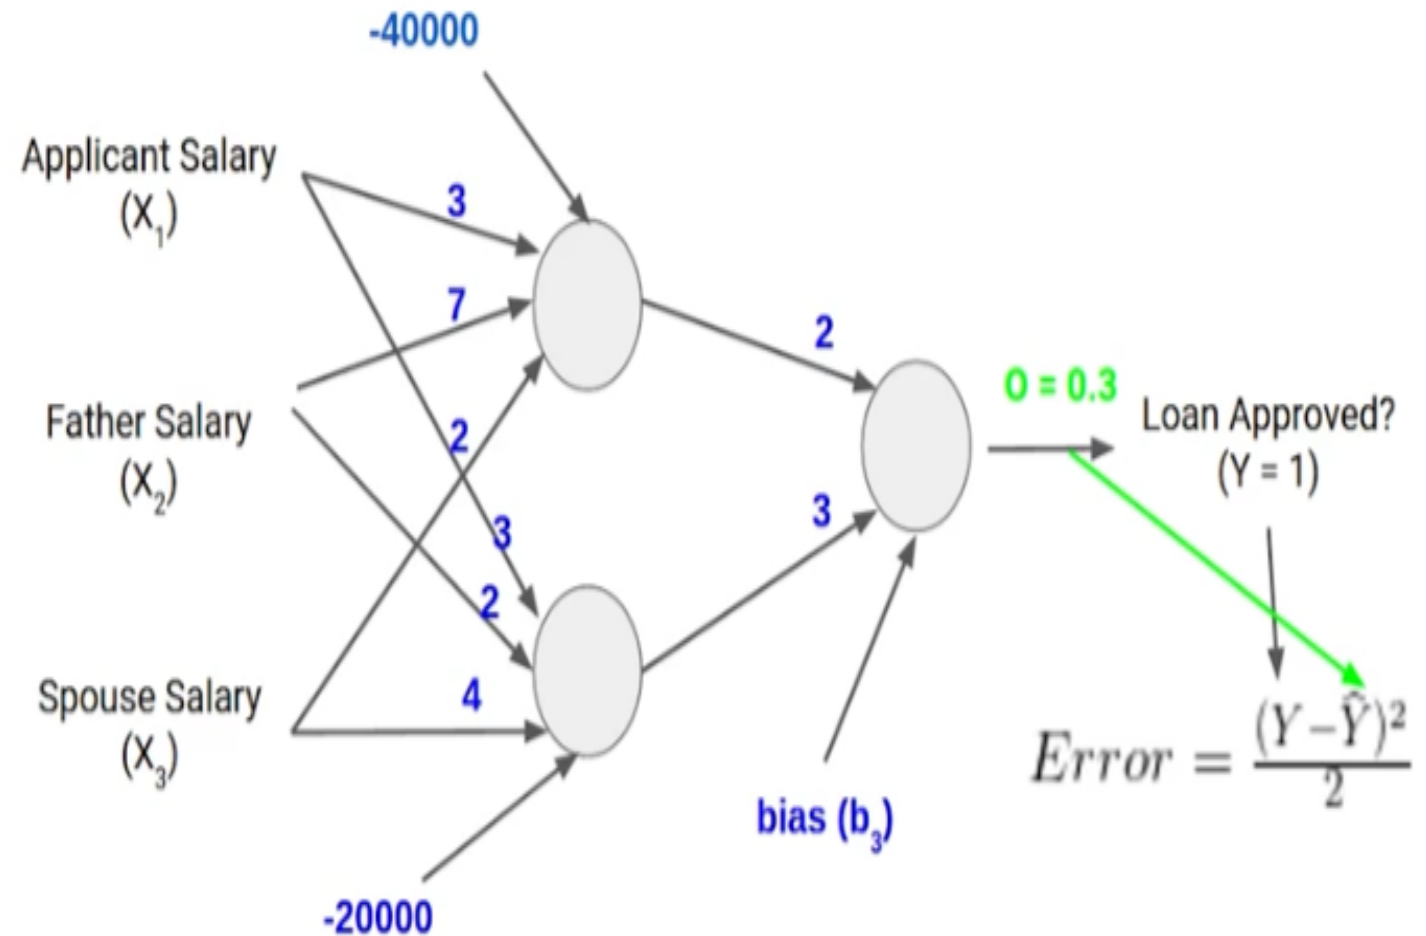 -40000
Applicant Salary
(X₁)
3
7
Father Salary
(X₂)
2
3
2
Spouse Salary
(X₃)
4
-20000
2
3
bias (b₃)
O = 0.3
Loan Approved?
(Y = 1)
Error = (Y − Ŷ)² / 2